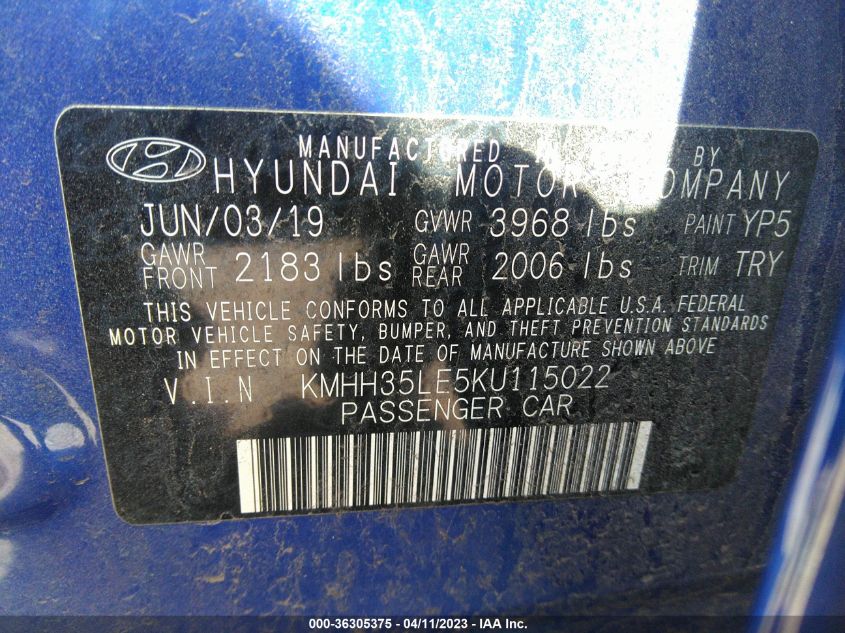 MANUFACTURED BY
HYUNDAI MOTOR COMPANY
JUN/03/19 GVWR 3968 lbs PAINT YP5
GAWR FRONT 2183 lbs GAWR REAR 2006 lbs TRIM TRY
THIS VEHICLE CONFORMS TO ALL APPLICABLE U.S.A. FEDERAL
MOTOR VEHICLE SAFETY, BUMPER, AND THEFT PREVENTION STANDARDS
IN EFFECT ON THE DATE OF MANUFACTURE SHOWN ABOVE
V.I.N KMHH35LE5KU115022
PASSENGER CAR
000-36305375 - 04/11/2023 - IAA Inc.